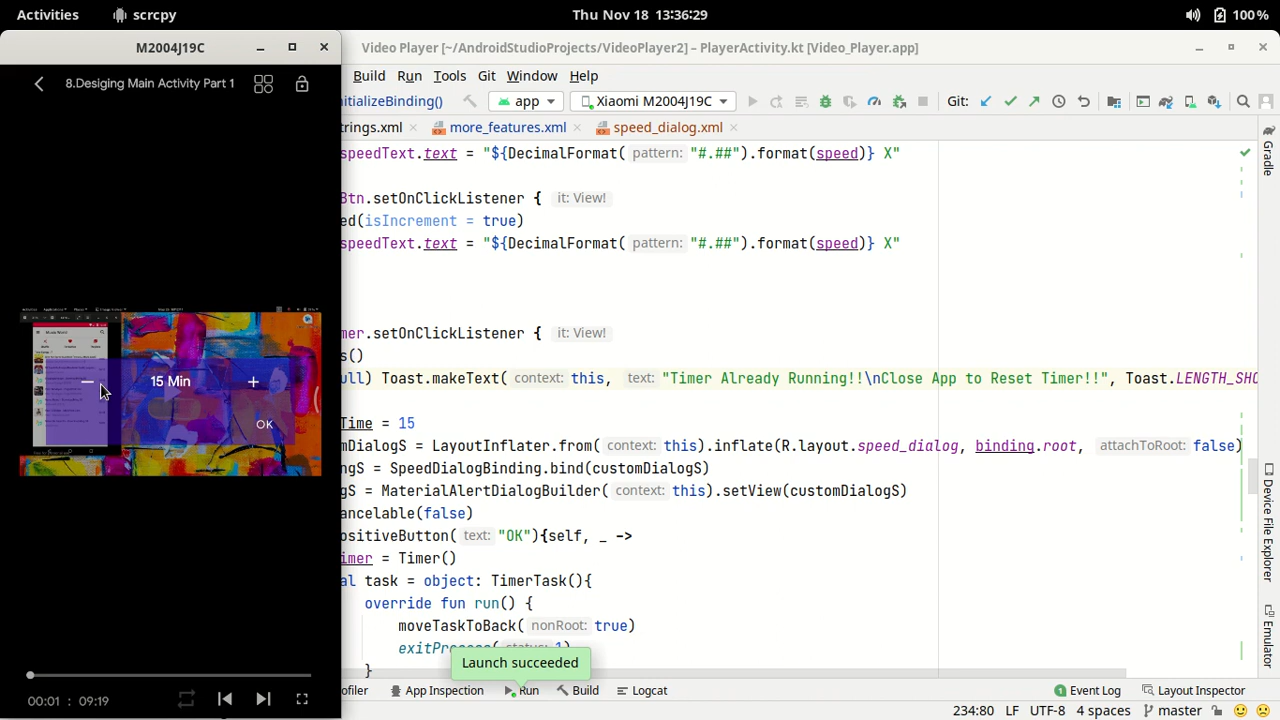 Activities scrcpy Thu Nov 18 13:36:29 100%
M2004J19C
Video Player [~/AndroidStudioProjects/VideoPlayer2] – PlayerActivity.kt [Video_Player.app]
8.Desiging Main Activity Part 1
Build Run Tools Git Window Help
nitializeBinding() app Xiaomi M2004J19C Git:
trings.xml more_features.xml speed_dialog.xml
speedText.text = "${DecimalFormat( pattern: "#.##").format(speed)} X"
Btn.setOnClickListener { it: View!
ed(isIncrement = true)
speedText.text = "${DecimalFormat( pattern: "#.##").format(speed)} X"
mer.setOnClickListener { it: View!
s()
ull) Toast.makeText( context: this, text: "Timer Already Running!!\nClose App to Reset Timer!!", Toast.LENGTH_SHO
Time = 15
mDialogS = LayoutInflater.from( context: this).inflate(R.layout.speed_dialog, binding.root, attachToRoot: false)
ngS = SpeedDialogBinding.bind(customDialogS)
gS = MaterialAlertDialogBuilder( context: this).setView(customDialogS)
ancelable(false)
ositiveButton( text: "OK"){self, _ ->
imer = Timer()
al task = object: TimerTask(){
override fun run() {
moveTaskToBack( nonRoot: true)
}
15 Min
OK
00:01 09:19
Launch succeeded
ofiler App Inspection Run Build Logcat Event Log Layout Inspector
234:80 LF UTF-8 4 spaces master
Gradle
Device File Explorer
Emulator